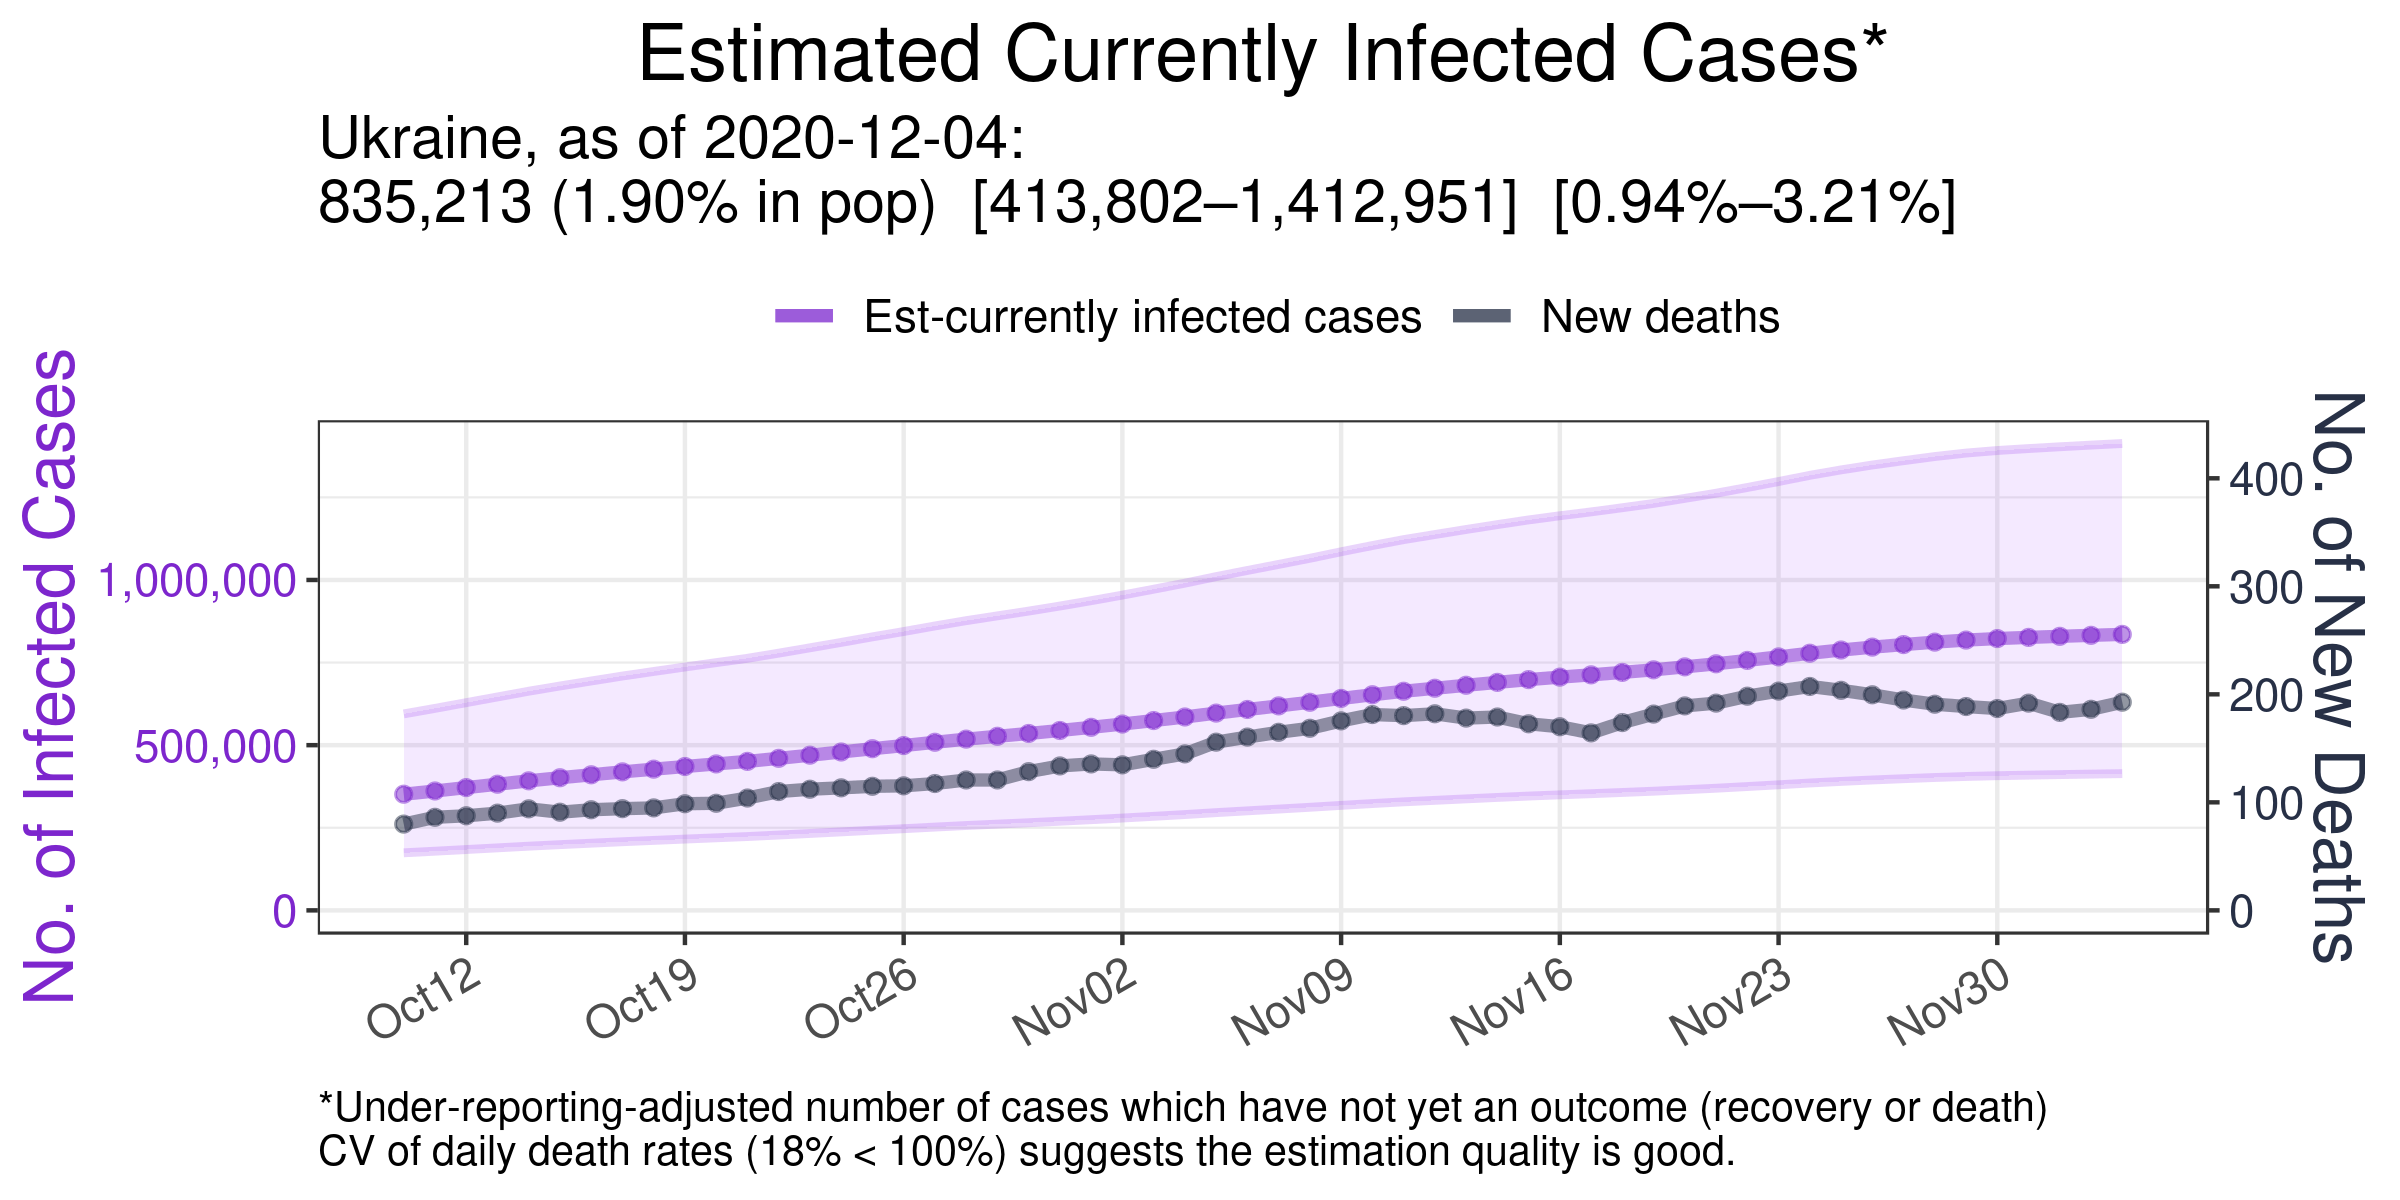 Estimated Currently Infected Cases*
Ukraine, as of 2020-12-04:
835,213 (1.90% in pop)  [413,802–1,412,951]  [0.94%–3.21%]
Est-currently infected cases
New deaths
No. of Infected Cases
1,000,000
500,000
0
No. of New Deaths
400
300
200
100
0
Oct12
Oct19
Oct26
Nov02
Nov09
Nov16
Nov23
Nov30
*Under-reporting-adjusted number of cases which have not yet an outcome (recovery or death)
CV of daily death rates (18% < 100%) suggests the estimation quality is good.